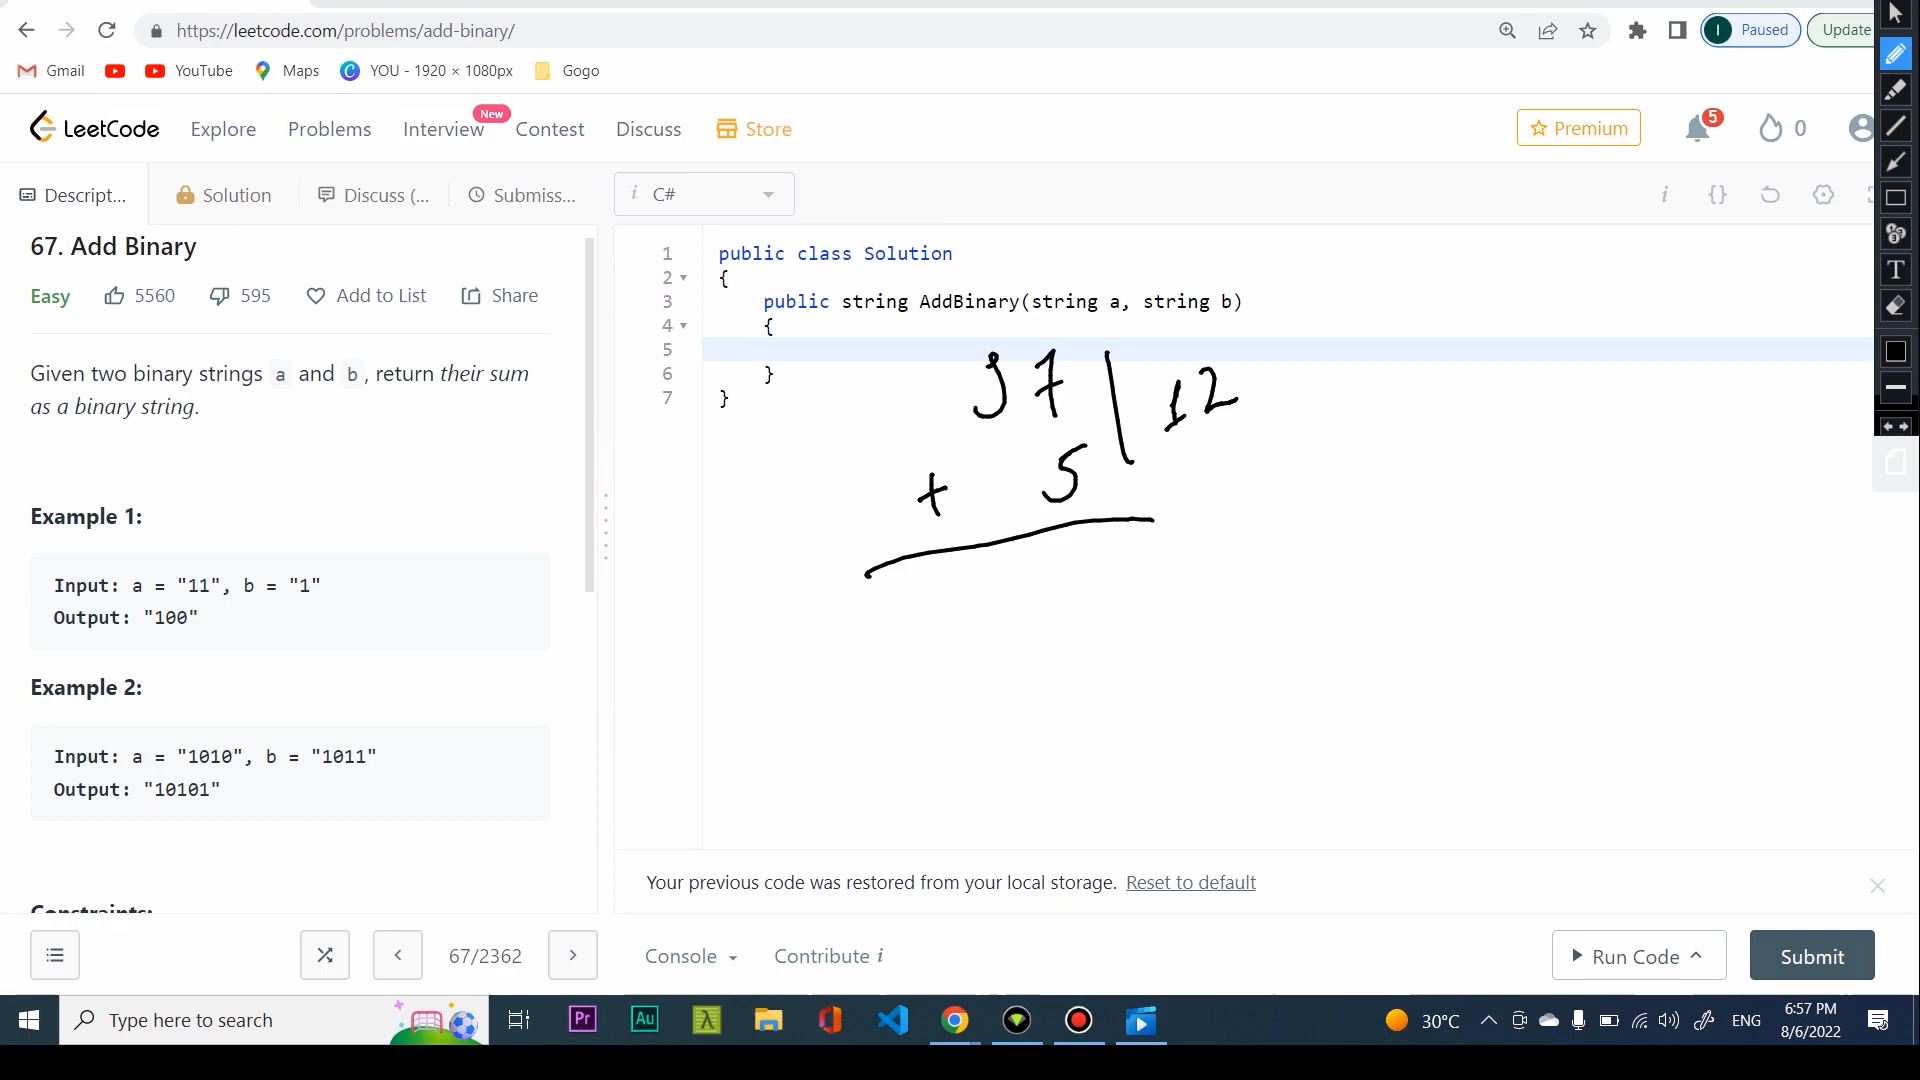 https://leetcode.com/problems/add-binary/
Paused
Update
Gmail
YouTube
Maps
YOU - 1920 × 1080px
Gogo
LeetCode
Explore
Problems
Interview
New
Contest
Discuss
Store
Premium
5
0
Descript...
Solution
Discuss (...
Submiss...
i C#
67. Add Binary
Easy
5560
595
Add to List
Share
Given two binary strings a and b, return their sum
as a binary string.
Example 1:
Input: a = "11", b = "1"
Output: "100"
Example 2:
Input: a = "1010", b = "1011"
Output: "10101"
Constraints:
1 public class Solution
2 {
3 public string AddBinary(string a, string b)
4 {
5
6 }
7 }
97 | 12
+ 5
Your previous code was restored from your local storage. Reset to default
67/2362
Console
Contribute i
Run Code
Submit
Type here to search
Pr
Au
30°C
ENG
6:57 PM
8/6/2022